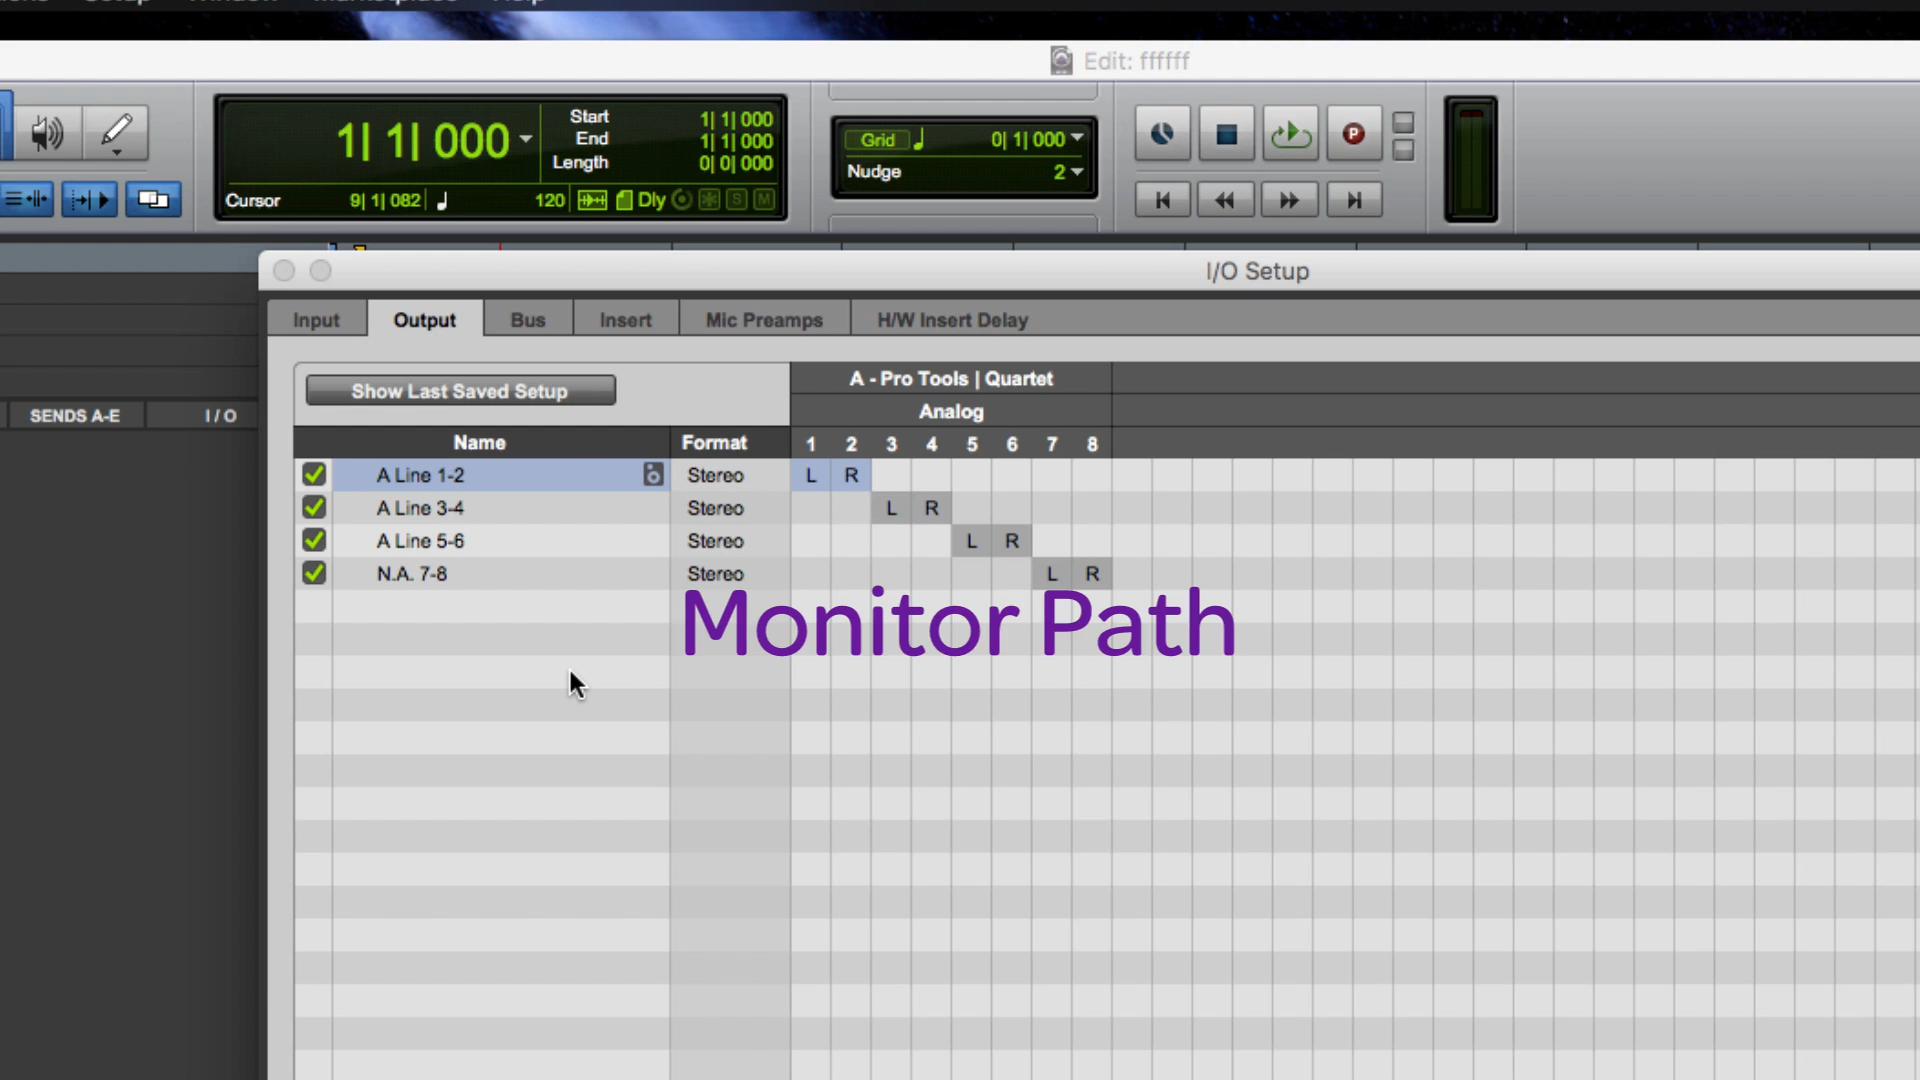 Edit: ffffff
1| 1| 000
Start 1| 1| 000
End 1| 1| 000
Length 0| 0| 000
Cursor 9| 1| 082 120 Dly S M
Grid 0| 1| 000
Nudge 2
P
I/O Setup
Input Output Bus Insert Mic Preamps H/W Insert Delay
Show Last Saved Setup
A - Pro Tools | Quartet
Analog
SENDS A-E I / O
Name Format 1 2 3 4 5 6 7 8
A Line 1-2 Stereo L R
A Line 3-4 Stereo L R
A Line 5-6 Stereo L R
N.A. 7-8 Stereo L R
Monitor Path